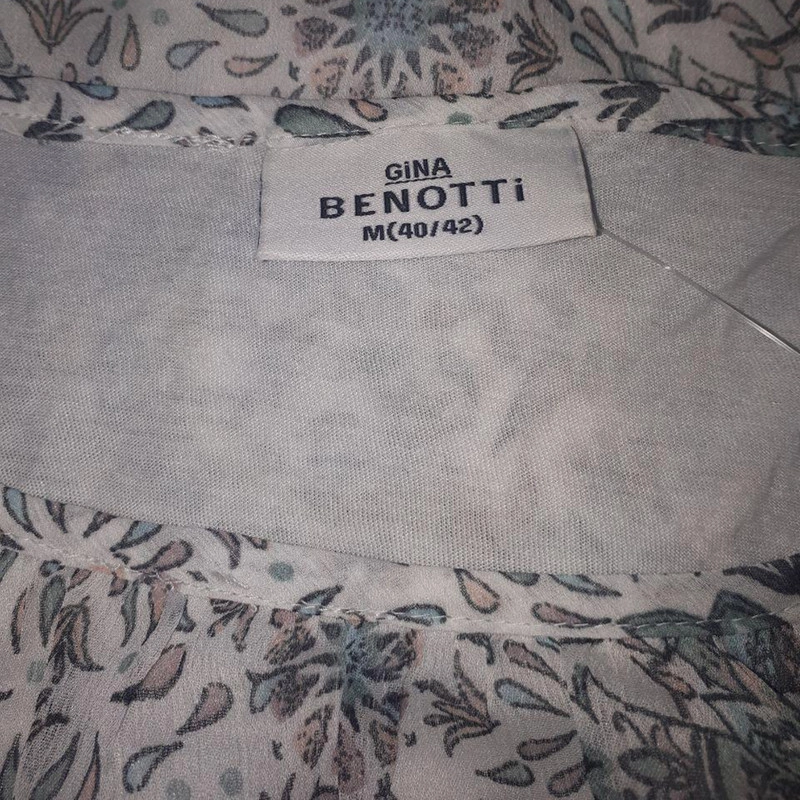 GiNA
BENOTTi
M(40/42)